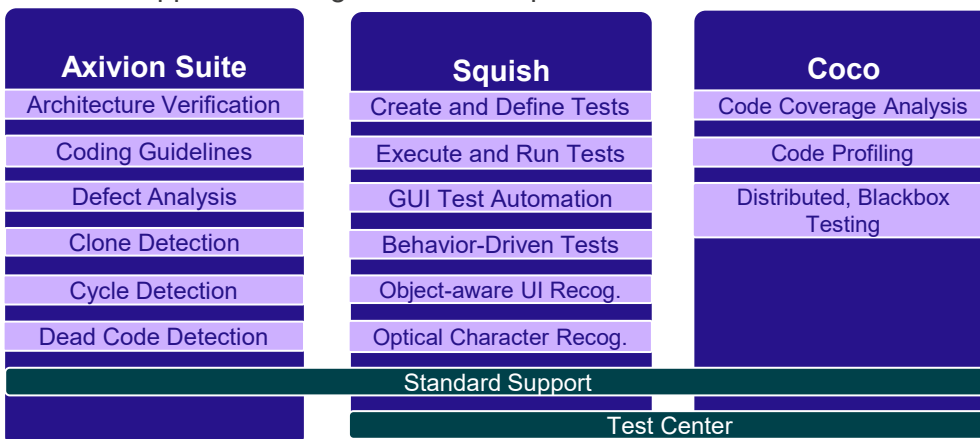 Axivion Suite
Architecture Verification
Coding Guidelines
Defect Analysis
Clone Detection
Cycle Detection
Dead Code Detection
Squish
Create and Define Tests
Execute and Run Tests
GUI Test Automation
Behavior-Driven Tests
Object-aware UI Recog.
Optical Character Recog.
Coco
Code Coverage Analysis
Code Profiling
Distributed, Blackbox
Testing
Standard Support
Test Center